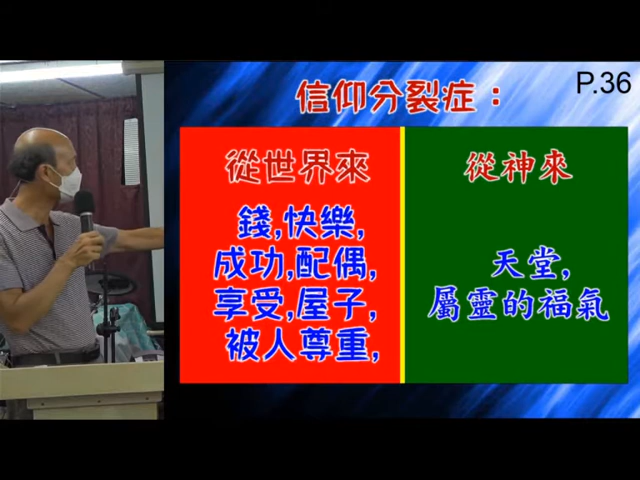 P.36
信仰分裂症：
從世界來
錢,快樂,
成功,配偶,
享受,屋子,
被人尊重,
從神來
天堂,
屬靈的福氣